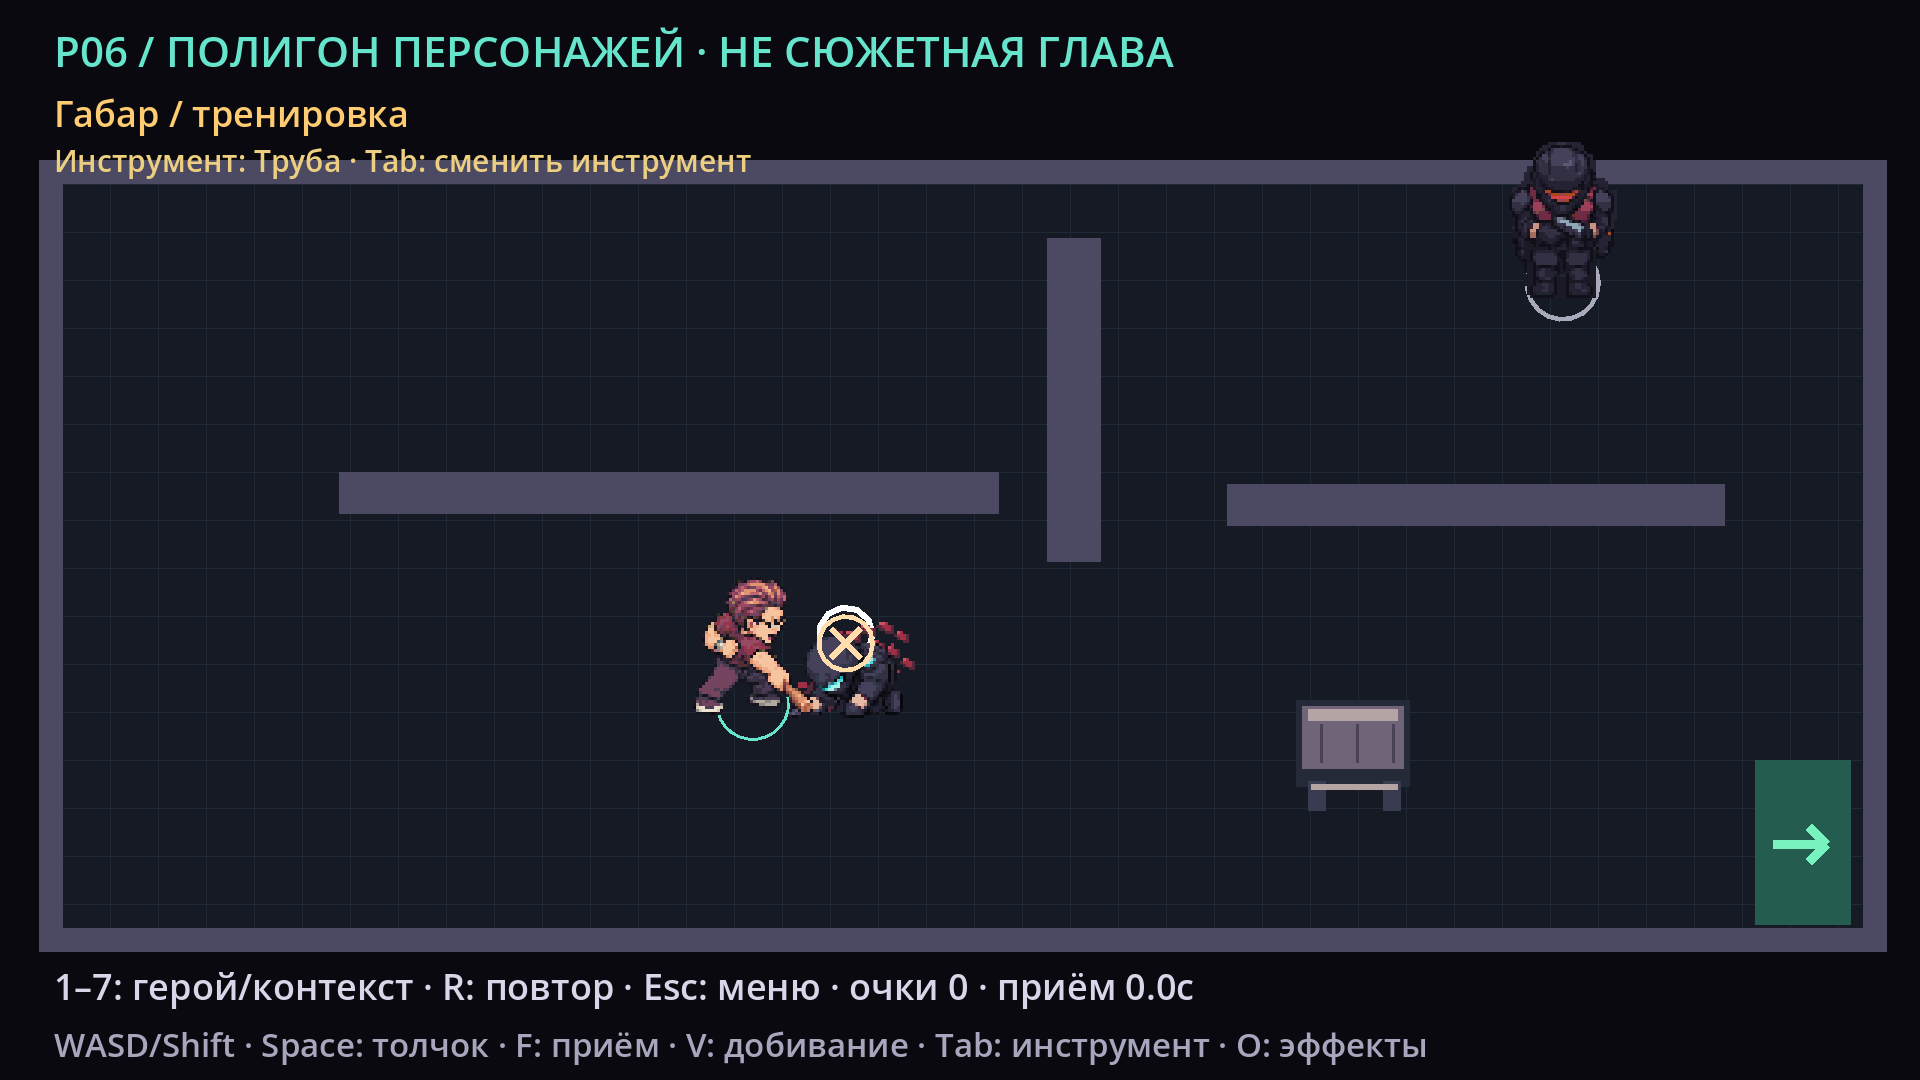 P06 / ПОЛИГОН ПЕРСОНАЖЕЙ · НЕ СЮЖЕТНАЯ ГЛАВА
Габар / тренировка
Инструмент: Труба · Tab: сменить инструмент
1–7: герой/контекст · R: повтор · Esc: меню · очки 0 · приём 0.0с
WASD/Shift · Space: толчок · F: приём · V: добивание · Tab: инструмент · O: эффекты